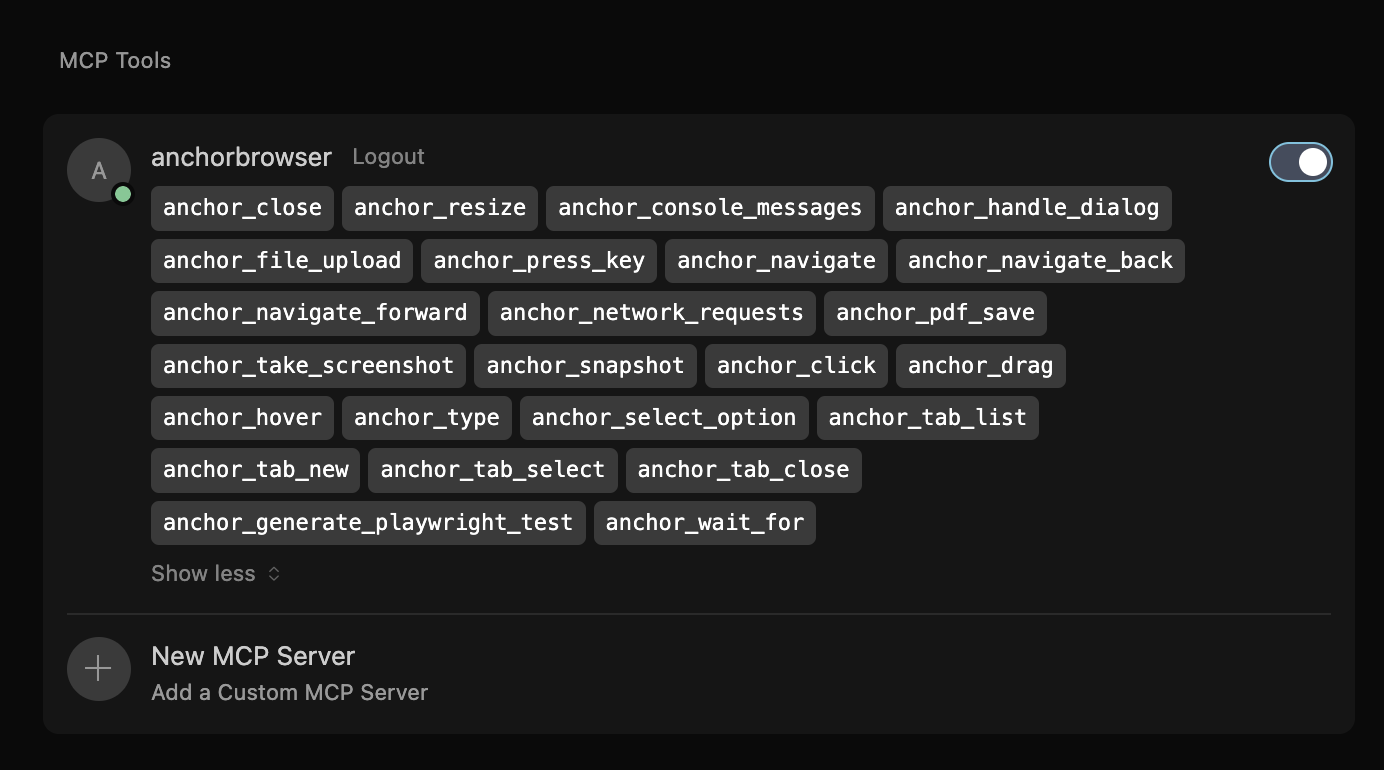 MCP Tools
A
anchorbrowser Logout
anchor_close anchor_resize anchor_console_messages anchor_handle_dialog
anchor_file_upload anchor_press_key anchor_navigate anchor_navigate_back
anchor_navigate_forward anchor_network_requests anchor_pdf_save
anchor_take_screenshot anchor_snapshot anchor_click anchor_drag
anchor_hover anchor_type anchor_select_option anchor_tab_list
anchor_tab_new anchor_tab_select anchor_tab_close
anchor_generate_playwright_test anchor_wait_for
Show less
New MCP Server
Add a Custom MCP Server